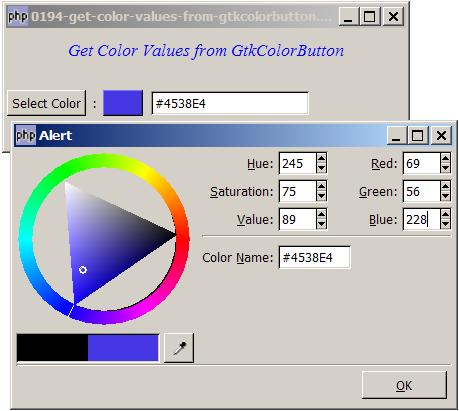 php 0194-get-color-values-from-gtkcolorbutton....
Get Color Values from GtkColorButton
Select Color : #4538E4
php Alert
Hue: 245 Red: 69
Saturation: 75 Green: 56
Value: 89 Blue: 228
Color Name: #4538E4
OK